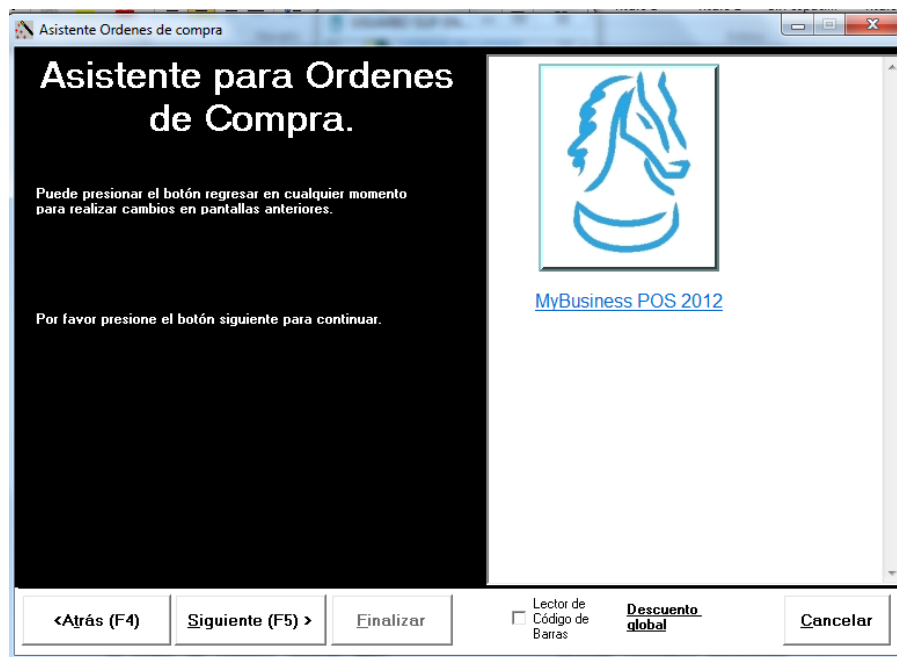 Asistente Ordenes de compra
Asistente para Ordenes
de Compra.
Puede presionar el botón regresar en cualquier momento
para realizar cambios en pantallas anteriores.
Por favor presione el botón siguiente para continuar.
MyBusiness POS 2012
<Atrás (F4)
Siguiente (F5) >
Finalizar
Lector de
Código de
Barras
Descuento
global
Cancelar